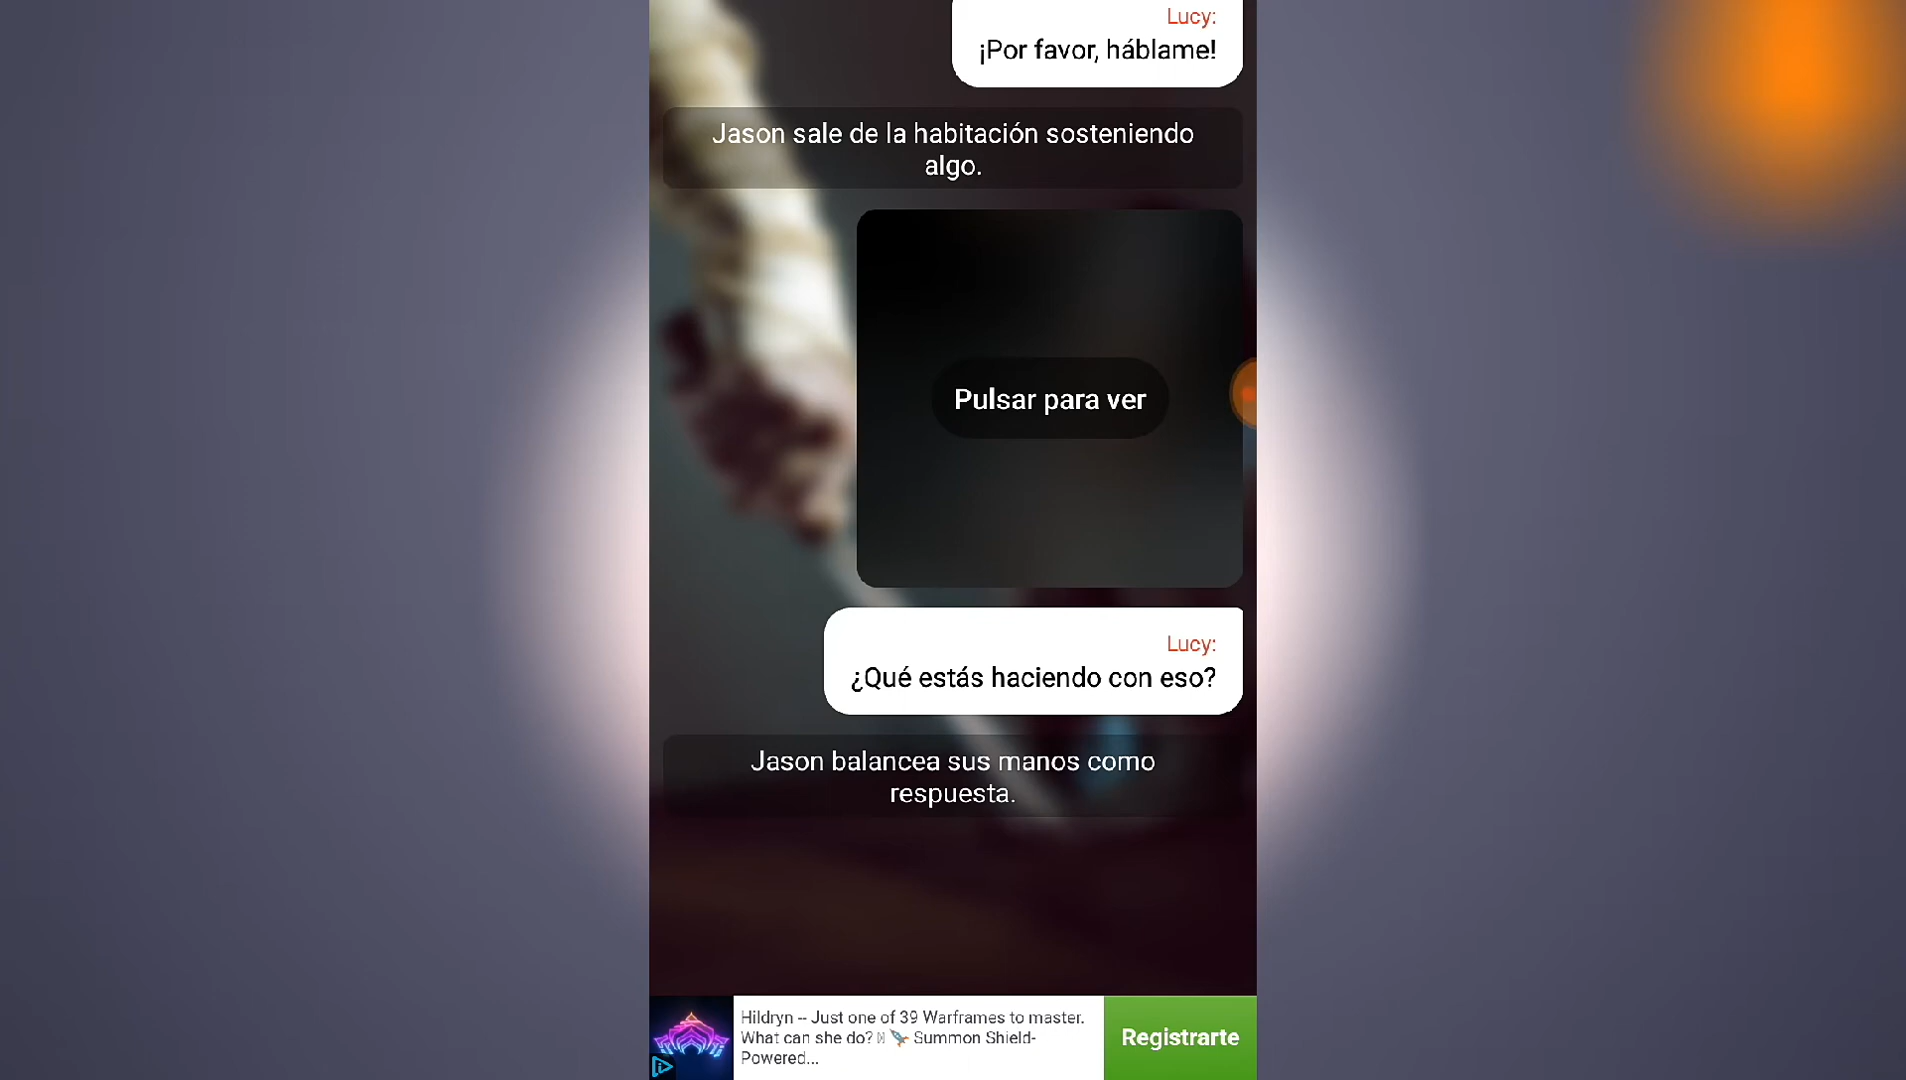 Lucy:
¡Por favor, háblame!
Jason sale de la habitación sosteniendo
algo.
Pulsar para ver
Lucy:
¿Qué estás haciendo con eso?
Jason balancea sus manos como
respuesta.
Hildryn -- Just one of 39 Warframes to master.
What can she do? Summon Shield-
Powered...
Registrarte